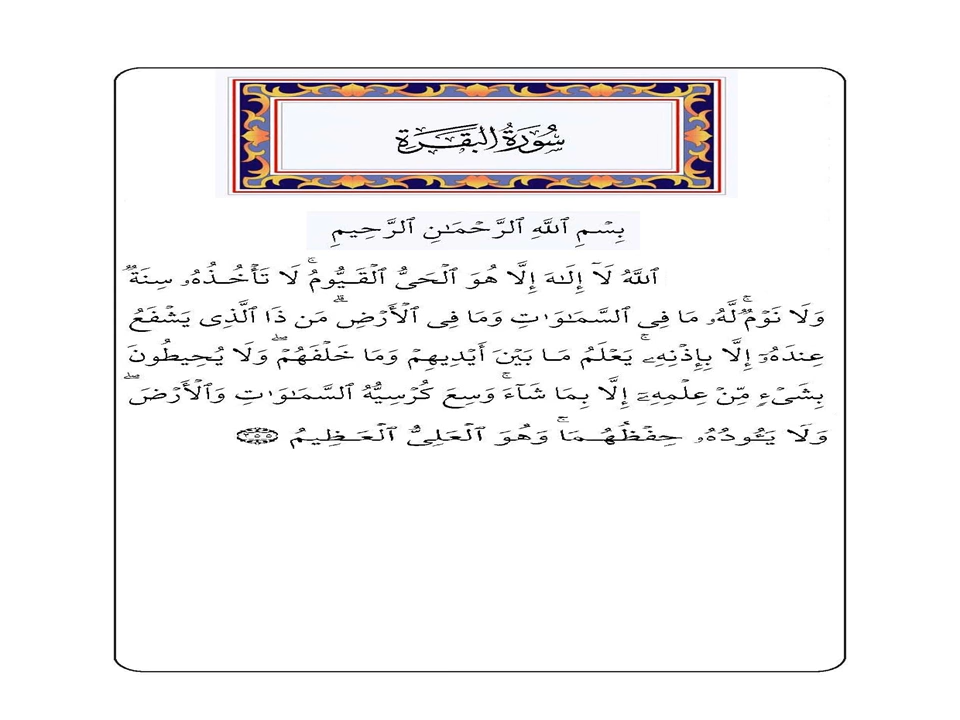 سُورَةُ البَقَرَةِ
بِسْمِ ٱللَّهِ ٱلرَّحْمَـٰنِ ٱلرَّحِيمِ
ٱللَّهُ لَآ إِلَـٰهَ إِلَّا هُوَ ٱلْحَىُّ ٱلْقَيُّومُ ۚ لَا تَأْخُذُهُۥ سِنَةٌ
وَلَا نَوْمٌ ۚ لَّهُۥ مَا فِى ٱلسَّمَـٰوَٰتِ وَمَا فِى ٱلْأَرْضِ ۗ مَن ذَا ٱلَّذِى يَشْفَعُ
عِندَهُۥٓ إِلَّا بِإِذْنِهِۦ ۚ يَعْلَمُ مَا بَيْنَ أَيْدِيهِمْ وَمَا خَلْفَهُمْ ۖ وَلَا يُحِيطُونَ
بِشَىْءٍ مِّنْ عِلْمِهِۦٓ إِلَّا بِمَا شَآءَ ۚ وَسِعَ كُرْسِيُّهُ ٱلسَّمَـٰوَٰتِ وَٱلْأَرْضَ ۖ
وَلَا يَـُٔودُهُۥ حِفْظُهُمَا ۚ وَهُوَ ٱلْعَلِىُّ ٱلْعَظِيمُ ۝٢٥٥